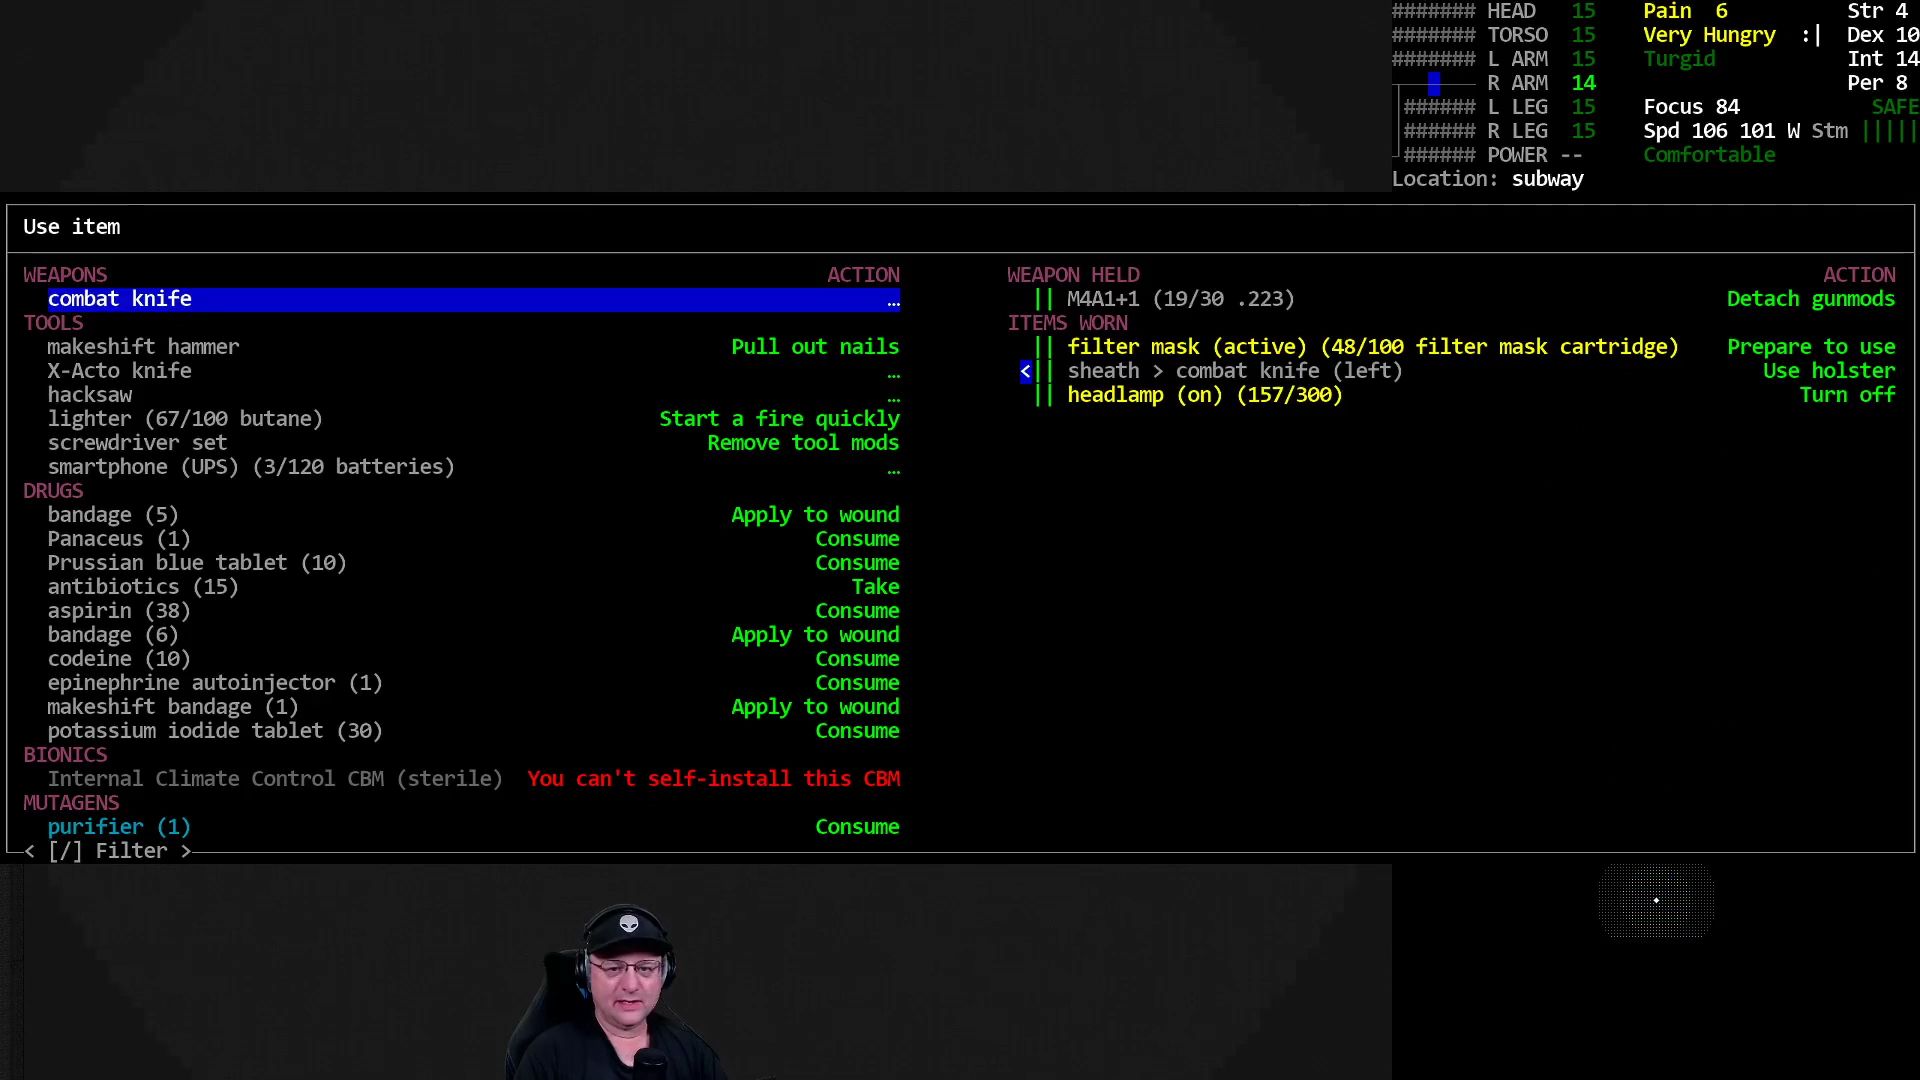 ####### HEAD 15 Pain 6 Str 4
####### TORSO 15 Very Hungry :| Dex 10
####### L ARM 15 Turgid Int 14
R ARM 14 Per 8
###### L LEG 15 Focus 84 SAFE
###### R LEG 15 Spd 106 101 W Stm |||||
###### POWER -- Comfortable
Location: subway
Use item
WEAPONS ACTION
combat knife …
TOOLS
makeshift hammer Pull out nails
X-Acto knife …
hacksaw …
lighter (67/100 butane) Start a fire quickly
screwdriver set Remove tool mods
smartphone (UPS) (3/120 batteries) …
DRUGS
bandage (5) Apply to wound
Panaceus (1) Consume
Prussian blue tablet (10) Consume
antibiotics (15) Take
aspirin (38) Consume
bandage (6) Apply to wound
codeine (10) Consume
epinephrine autoinjector (1) Consume
makeshift bandage (1) Apply to wound
potassium iodide tablet (30) Consume
BIONICS
Internal Climate Control CBM (sterile) You can't self-install this CBM
MUTAGENS
purifier (1) Consume
< [/] Filter >
WEAPON HELD ACTION
|| M4A1+1 (19/30 .223) Detach gunmods
ITEMS WORN
|| filter mask (active) (48/100 filter mask cartridge) Prepare to use
<|| sheath > combat knife (left) Use holster
|| headlamp (on) (157/300) Turn off